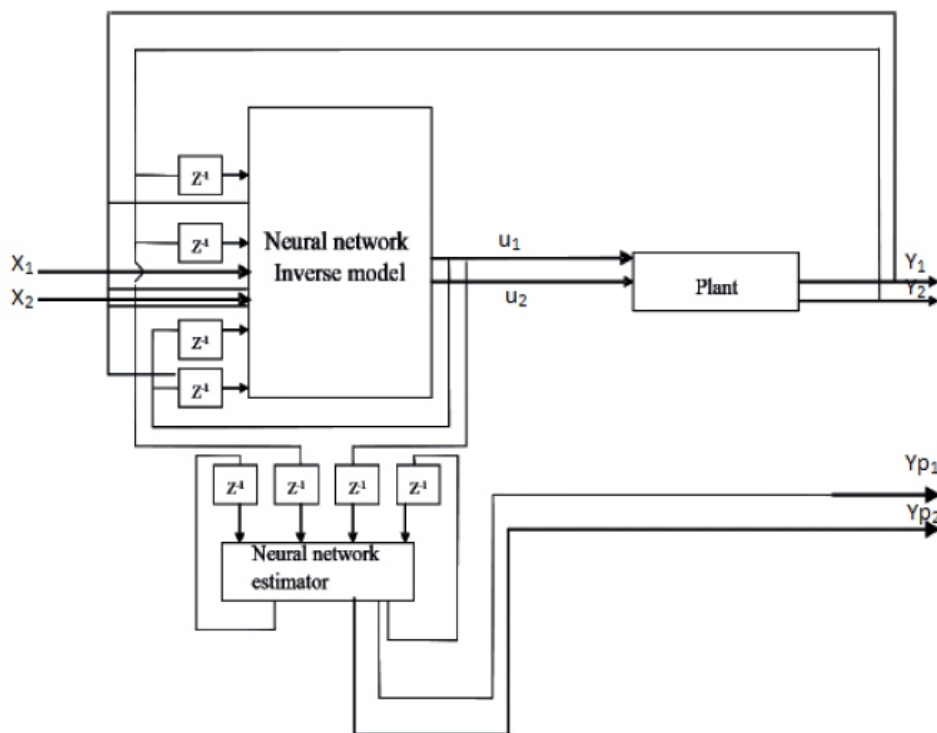 Z-1
Z-1
Neural network
Inverse model
X1
X2
Z-1
Z-1
u1
u2
Plant
Y1
Y2
Z-1
Z-1
Z-1
Z-1
Neural network
estimator
Yp1
Yp2